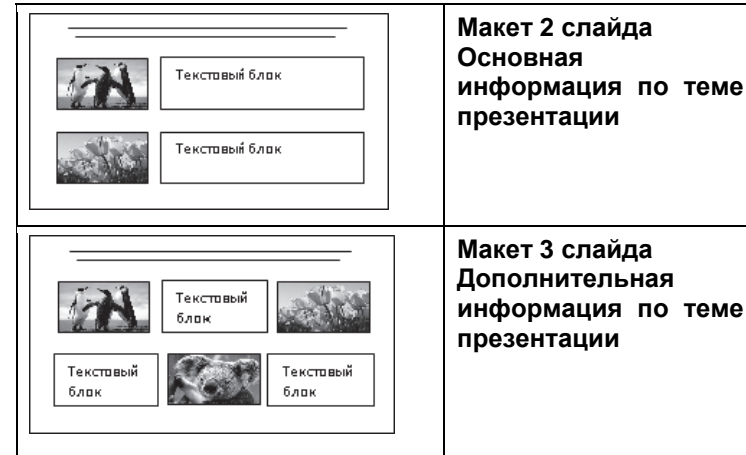 Текстовый блок
Текстовый блок
Макет 2 слайда
Основная
информация по теме
презентации
Текстовый
блок
Текстовый
блок
Текстовый
блок
Макет 3 слайда
Дополнительная
информация по теме
презентации